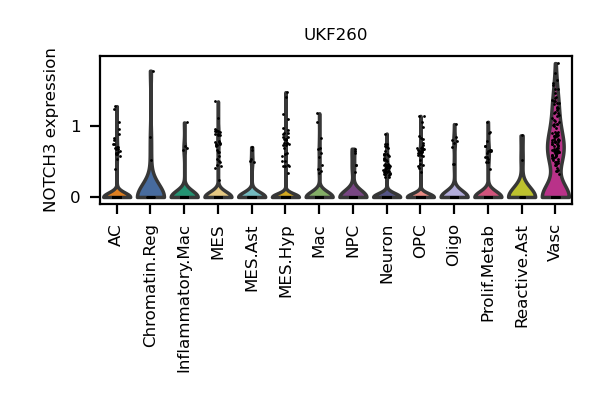 UKF260
NOTCH3 expression
1
0
AC
Chromatin.Reg
Inflammatory.Mac
MES
MES.Ast
MES.Hyp
Mac
NPC
Neuron
OPC
Oligo
Prolif.Metab
Reactive.Ast
Vasc